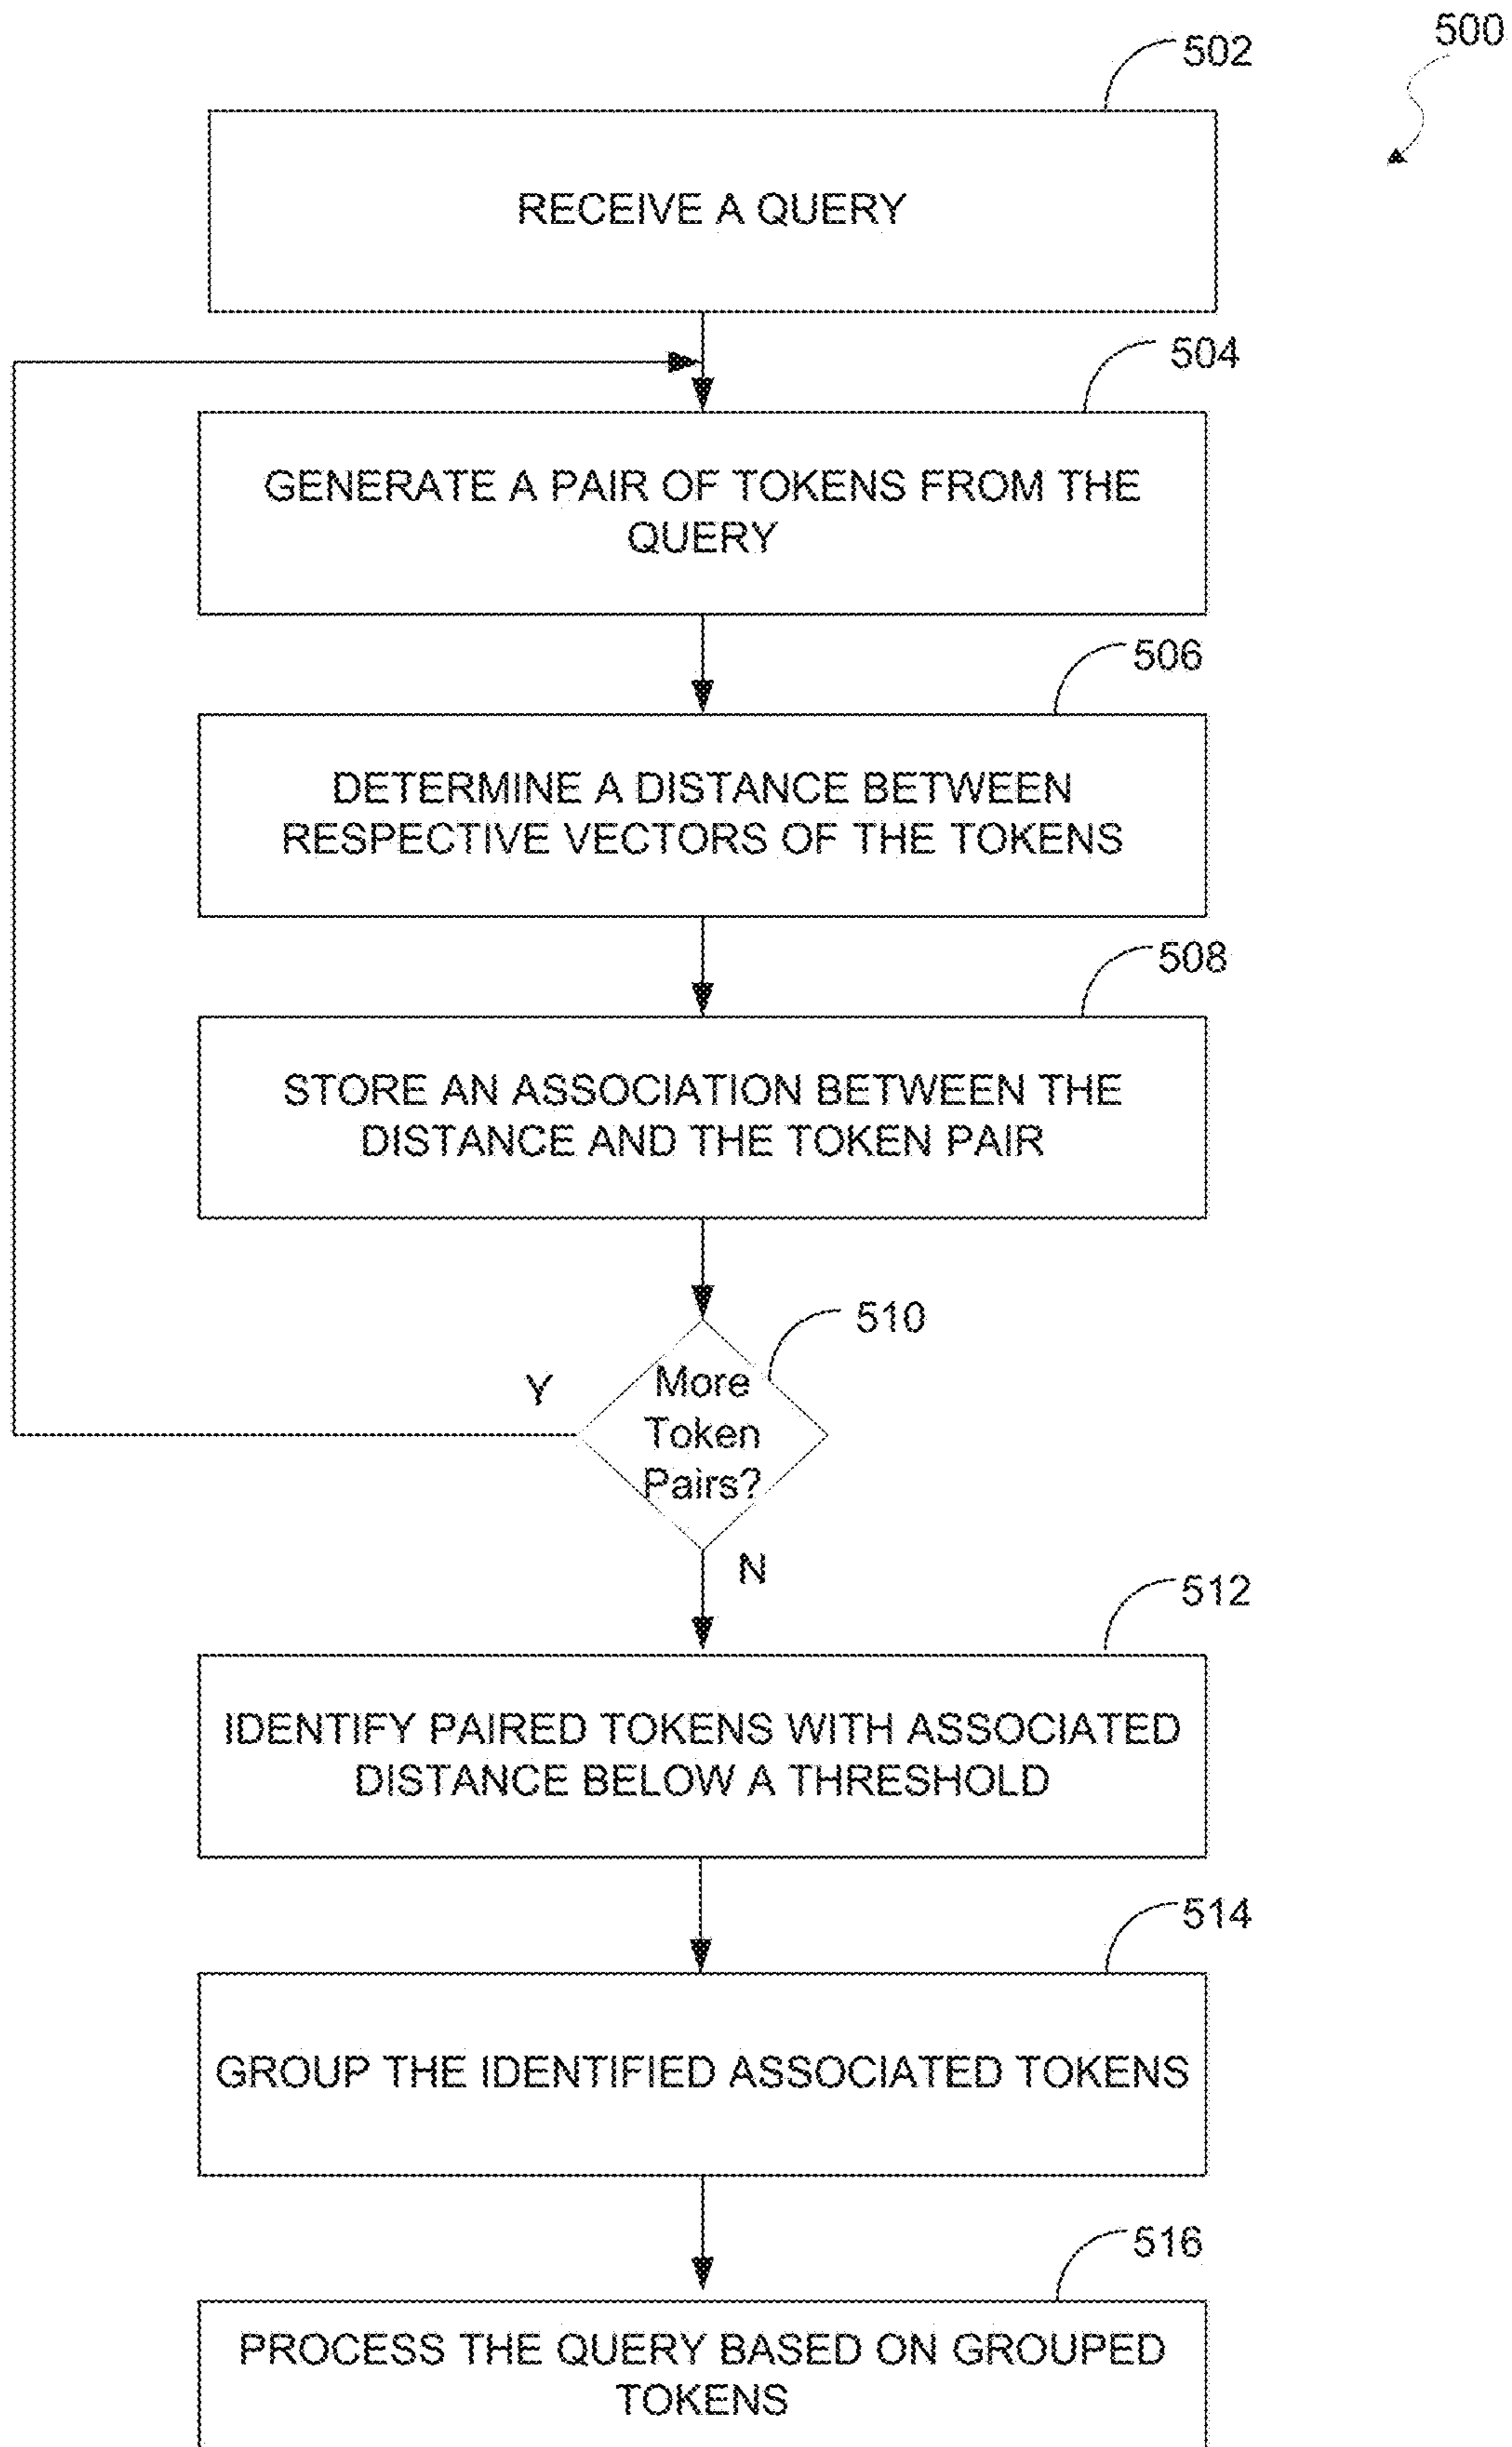 500
502
RECEIVE A QUERY
504
GENERATE A PAIR OF TOKENS FROM THE
QUERY
506
DETERMINE A DISTANCE BETWEEN
RESPECTIVE VECTORS OF THE TOKENS
508
STORE AN ASSOCIATION BETWEEN THE
DISTANCE AND THE TOKEN PAIR
510
Y
More
Token
Pairs?
N
512
IDENTIFY PAIRED TOKENS WITH ASSOCIATED
DISTANCE BELOW A THRESHOLD
514
GROUP THE IDENTIFIED ASSOCIATED TOKENS
516
PROCESS THE QUERY BASED ON GROUPED
TOKENS